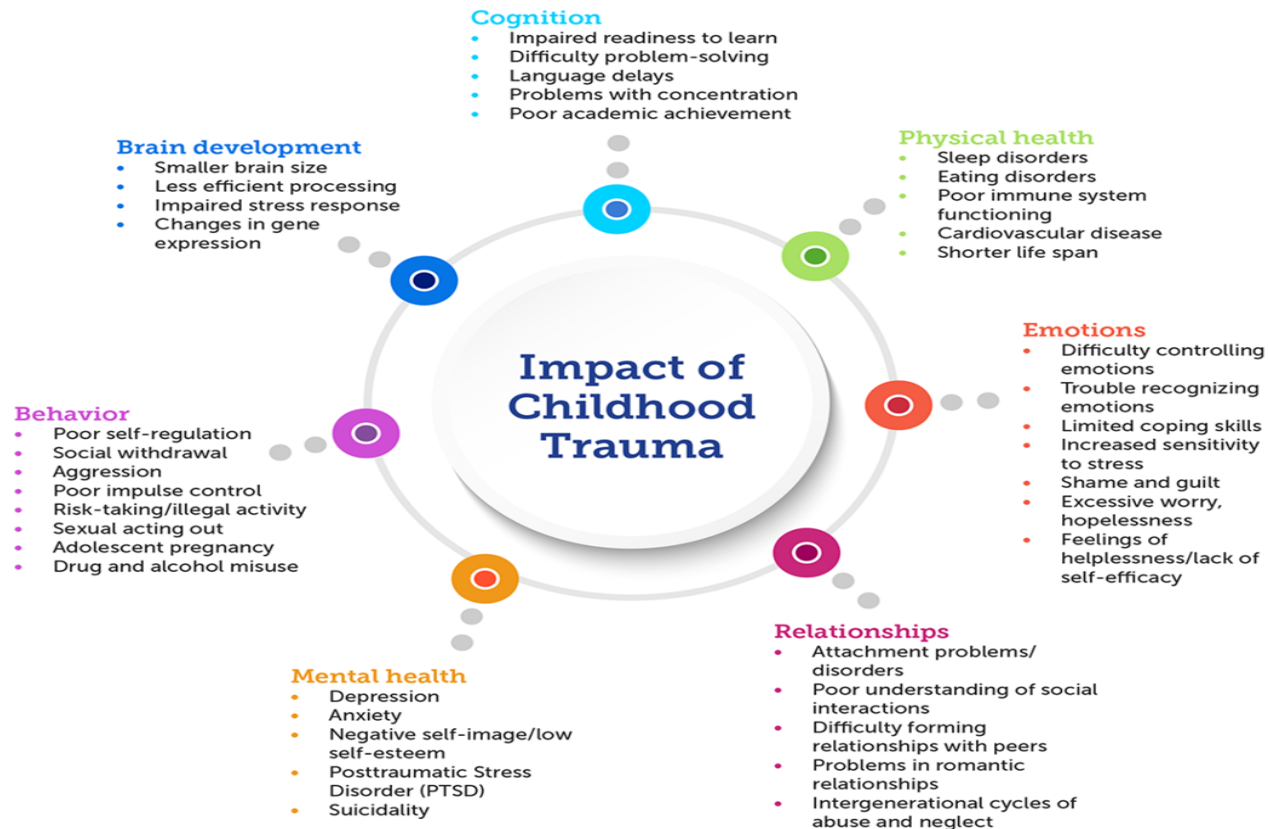 Cognition
• Impaired readiness to learn
• Difficulty problem-solving
• Language delays
• Problems with concentration
• Poor academic achievement
Physical health
• Sleep disorders
• Eating disorders
• Poor immune system
functioning
• Cardiovascular disease
• Shorter life span
Emotions
• Difficulty controlling
emotions
• Trouble recognizing
emotions
• Limited coping skills
• Increased sensitivity
to stress
• Shame and guilt
• Excessive worry,
hopelessness
• Feelings of
helplessness/lack of
self-efficacy
Relationships
• Attachment problems/
disorders
• Poor understanding of social
interactions
• Difficulty forming
relationships with peers
• Problems in romantic
relationships
• Intergenerational cycles of
abuse and neglect
Mental health
• Depression
• Anxiety
• Negative self-image/low
self-esteem
• Posttraumatic Stress
Disorder (PTSD)
• Suicidality
Behavior
• Poor self-regulation
• Social withdrawal
• Aggression
• Poor impulse control
• Risk-taking/illegal activity
• Sexual acting out
• Adolescent pregnancy
• Drug and alcohol misuse
Brain development
• Smaller brain size
• Less efficient processing
• Impaired stress response
• Changes in gene
expression
Impact of
Childhood
Trauma